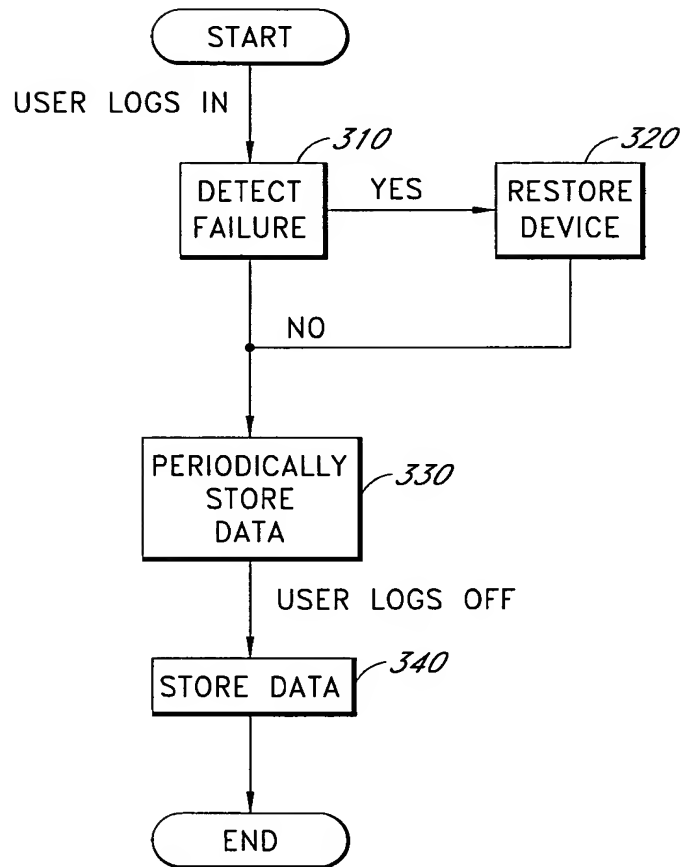 START
USER LOGS IN
310
320
DETECT
FAILURE
YES
RESTORE
DEVICE
NO
PERIODICALLY
STORE
DATA
330
USER LOGS OFF
340
STORE DATA
END